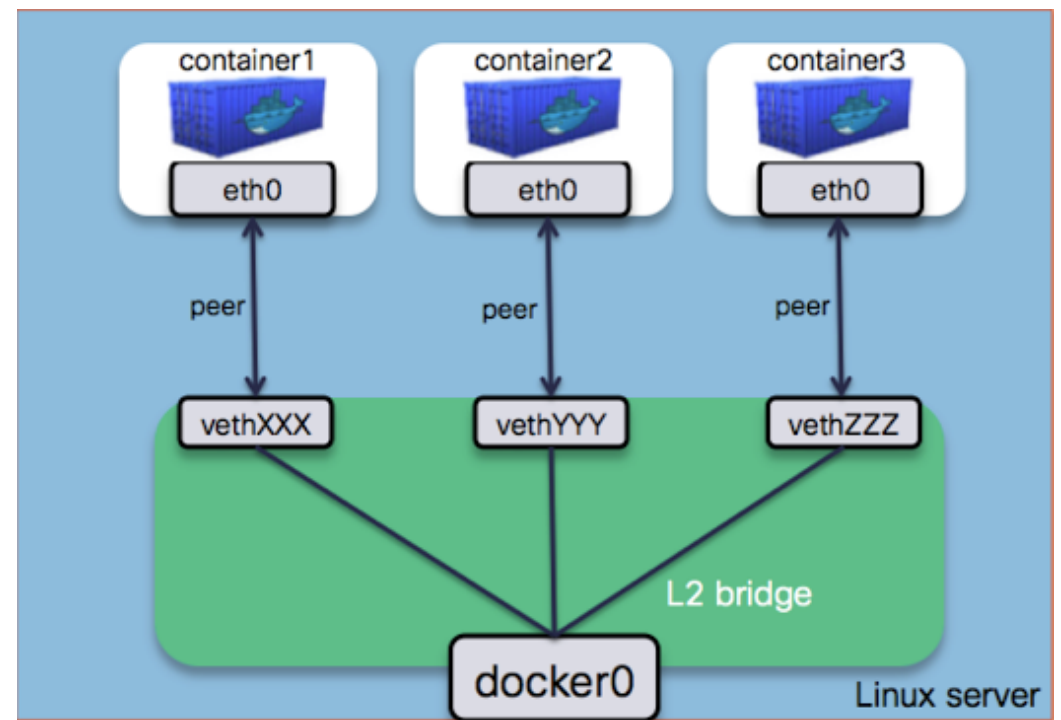 container1
container2
container3
eth0
eth0
eth0
peer
peer
peer
vethXXX
vethYYY
vethZZZ
L2 bridge
docker0
Linux server